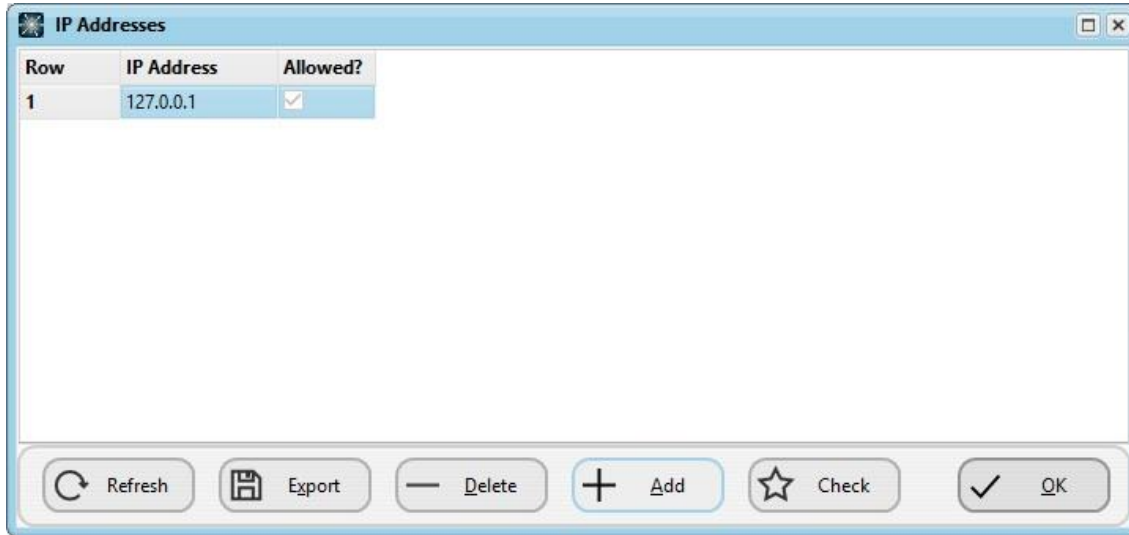 IP Addresses
Row IP Address Allowed?
1 127.0.0.1
Refresh Export Delete Add Check OK